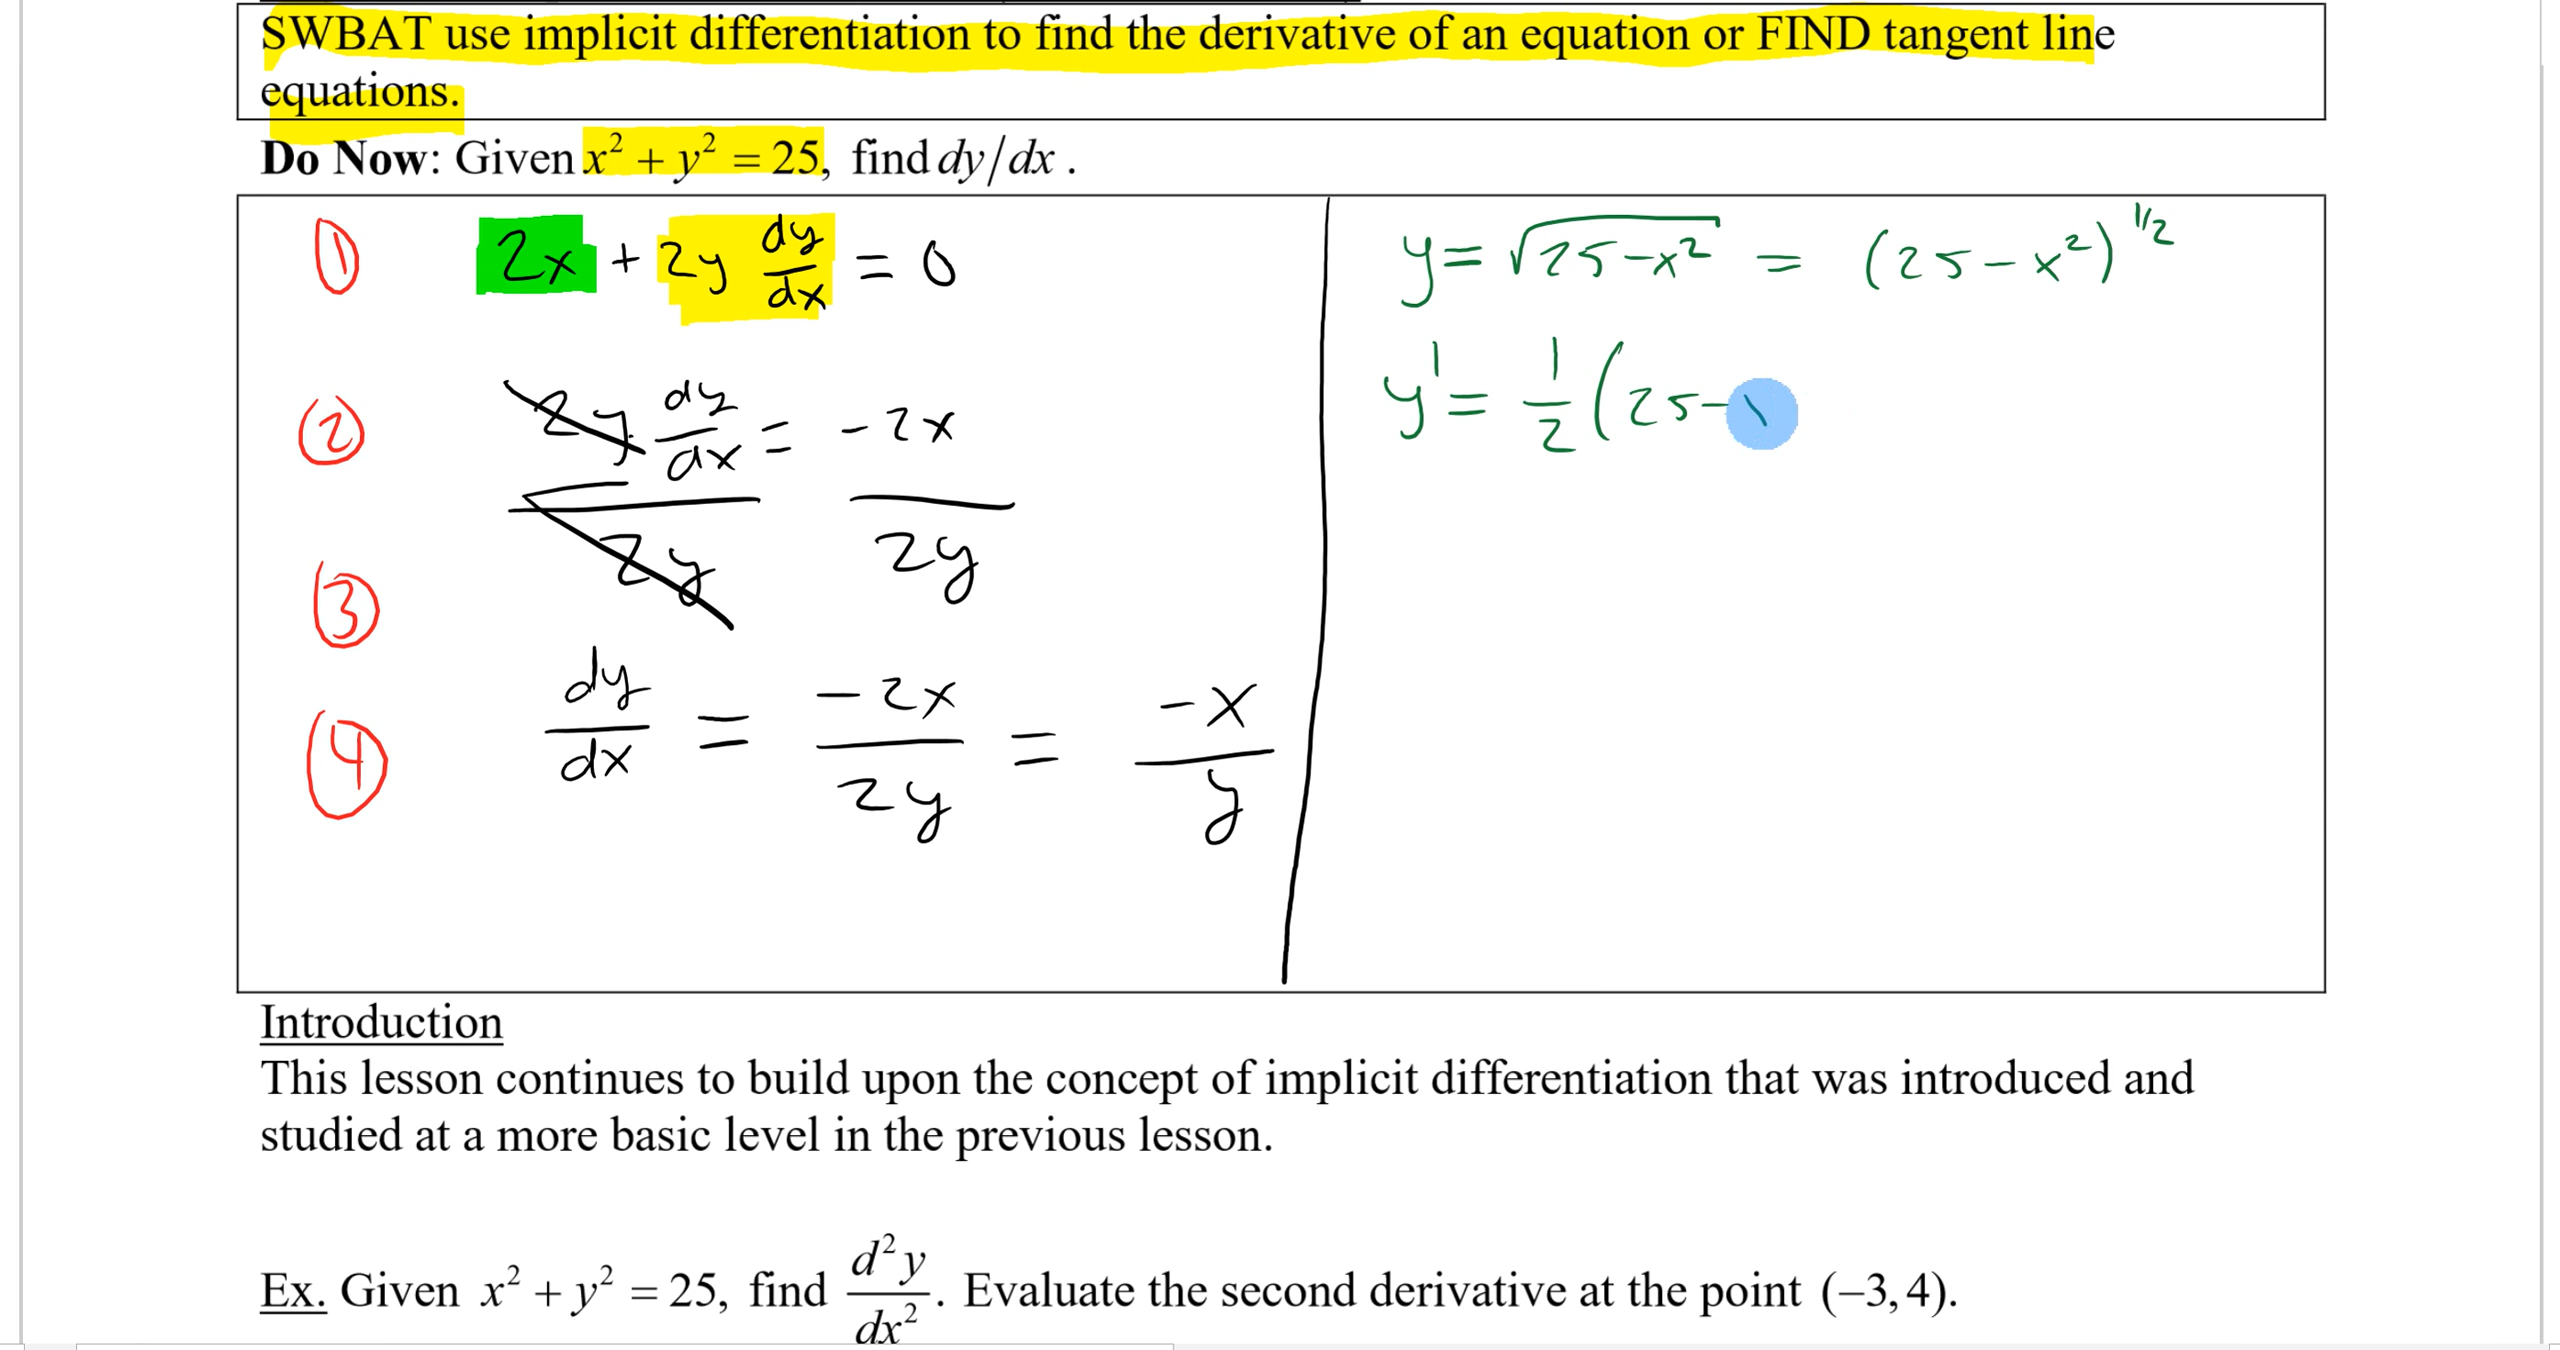 SWBAT use implicit differentiation to find the derivative of an equation or FIND tangent line
equations.
Do Now: Given x² + y² = 25, find dy/dx .
① 2x + 2y dy/dx = 0
② 2y dy/dx / 2y = -2x / 2y
③
④ dy/dx = -2x / 2y = -x / y
y = √(25-x²) = (25-x²)^1/2
y' = 1/2 (25-
Introduction
This lesson continues to build upon the concept of implicit differentiation that was introduced and
studied at a more basic level in the previous lesson.
Ex. Given x² + y² = 25, find d²y/dx². Evaluate the second derivative at the point (−3, 4).